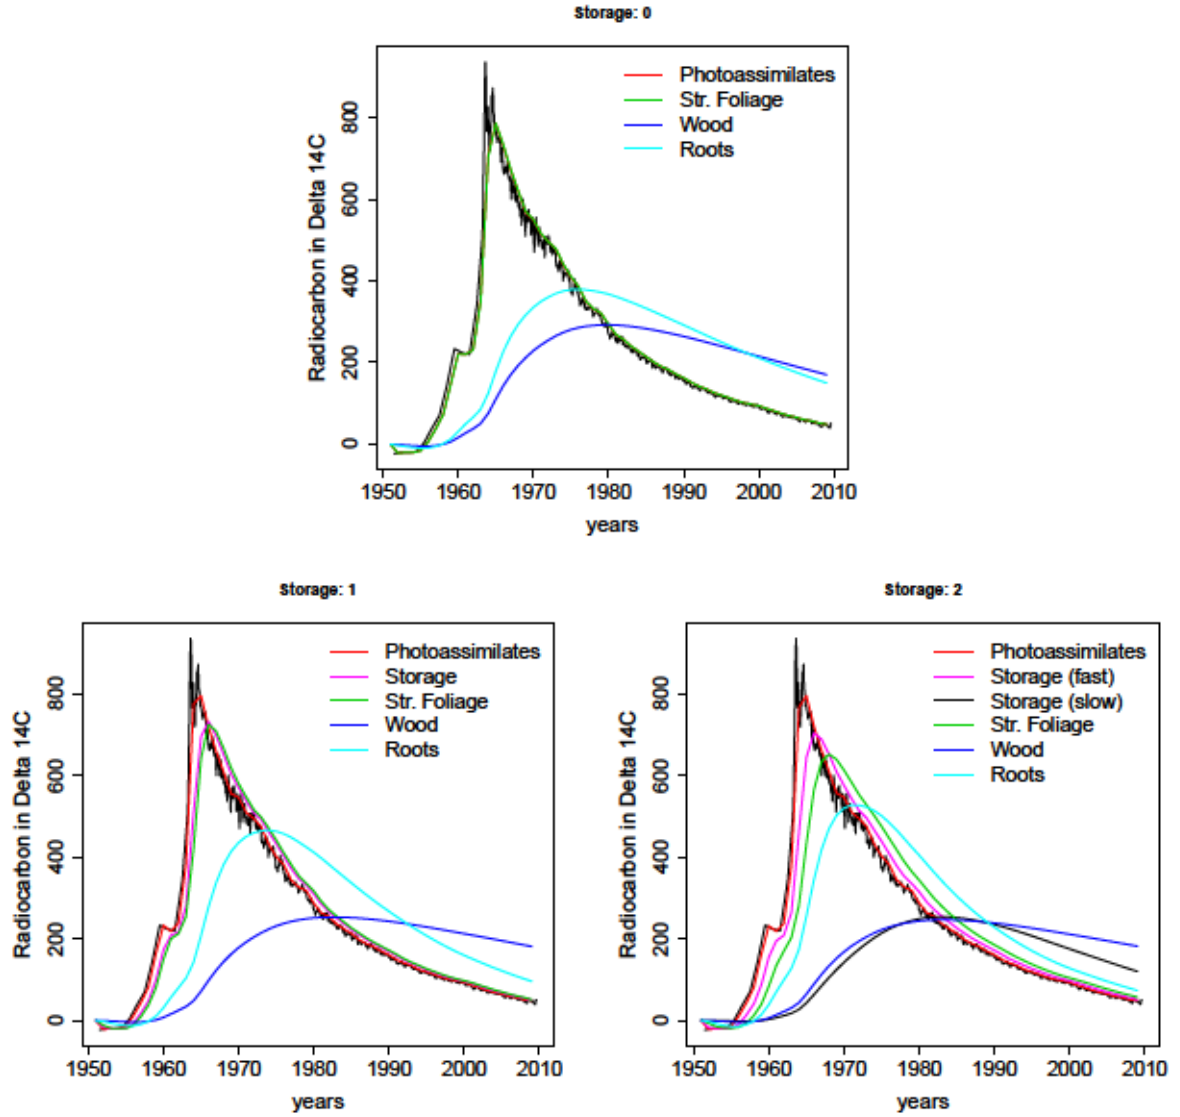 Storage: 0
Radiocarbon in Delta 14C
800
600
400
200
0
Photoassimilates
Str. Foliage
Wood
Roots
1950 1960 1970 1980 1990 2000 2010
years
Storage: 1
Radiocarbon in Delta 14C
800
600
400
200
0
Photoassimilates
Storage
Str. Foliage
Wood
Roots
1950 1960 1970 1980 1990 2000 2010
years
Storage: 2
Radiocarbon in Delta 14C
800
600
400
200
0
Photoassimilates
Storage (fast)
Storage (slow)
Str. Foliage
Wood
Roots
1950 1960 1970 1980 1990 2000 2010
years